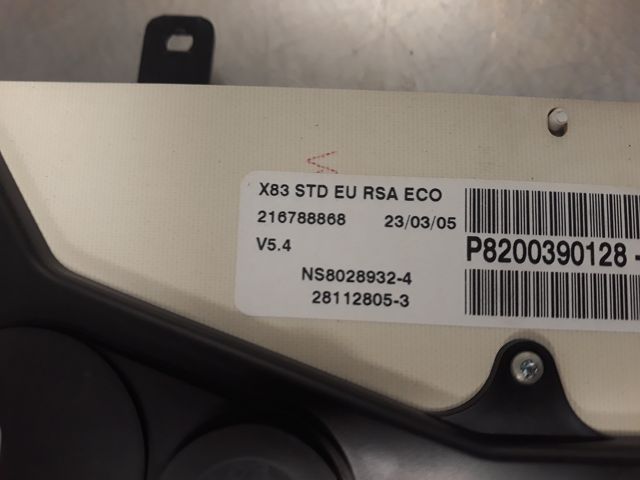 X83 STD EU RSA ECO
216788868 23/03/05
V5.4
P8200390128 -
NS8028932-4
28112805-3